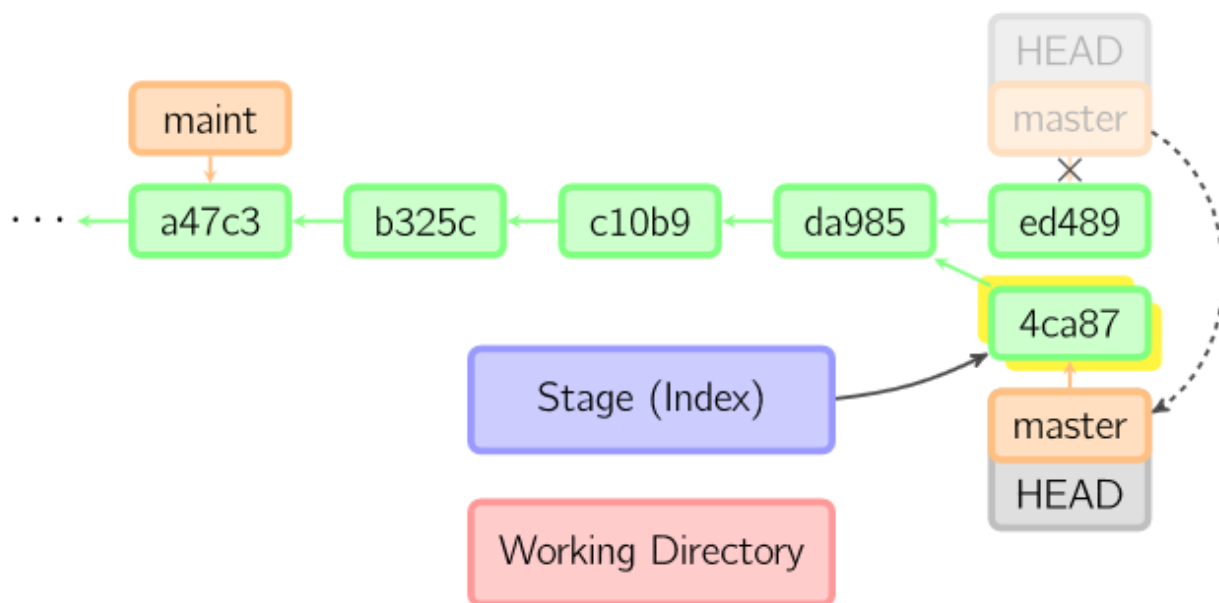 HEAD
maint
master
...
a47c3
b325c
c10b9
da985
ed489
4ca87
Stage (Index)
master
HEAD
Working Directory